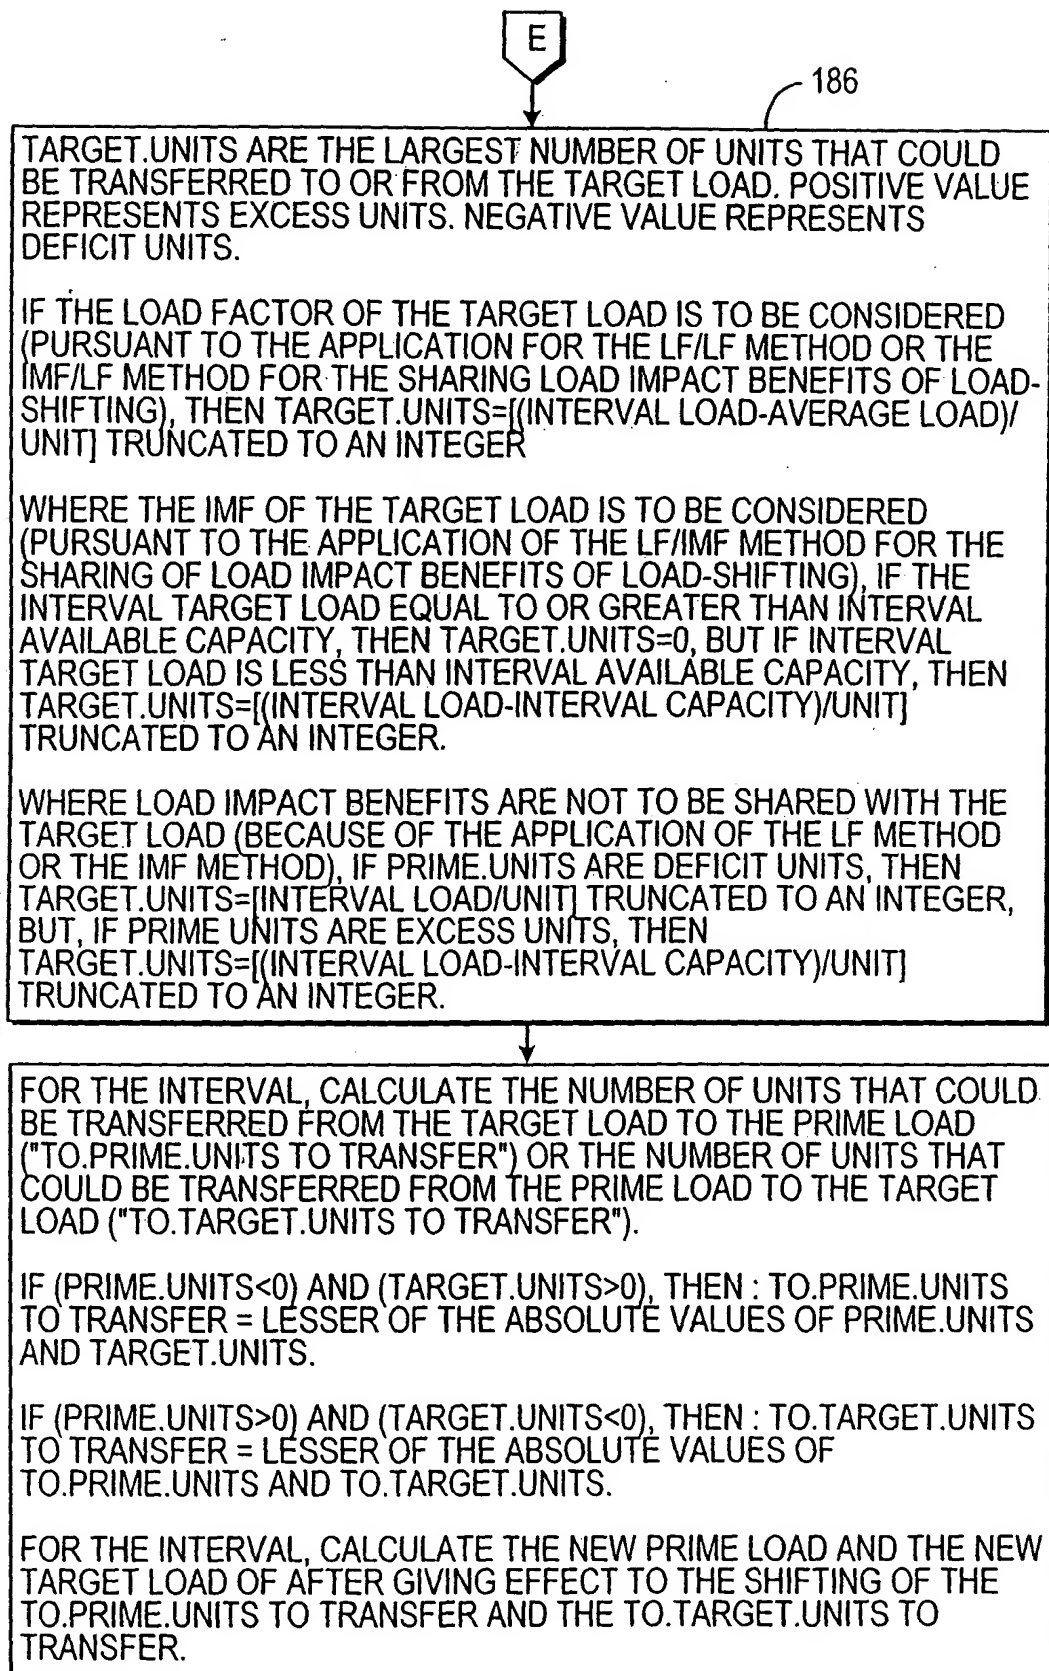 E
186
TARGET.UNITS ARE THE LARGEST NUMBER OF UNITS THAT COULD
BE TRANSFERRED TO OR FROM THE TARGET LOAD. POSITIVE VALUE
REPRESENTS EXCESS UNITS. NEGATIVE VALUE REPRESENTS
DEFICIT UNITS.
IF THE LOAD FACTOR OF THE TARGET LOAD IS TO BE CONSIDERED
(PURSUANT TO THE APPLICATION FOR THE LF/LF METHOD OR THE
IMF/LF METHOD FOR THE SHARING LOAD IMPACT BENEFITS OF LOAD-
SHIFTING), THEN TARGET.UNITS=[(INTERVAL LOAD-AVERAGE LOAD)/
UNIT] TRUNCATED TO AN INTEGER
WHERE THE IMF OF THE TARGET LOAD IS TO BE CONSIDERED
(PURSUANT TO THE APPLICATION OF THE LF/IMF METHOD FOR THE
SHARING OF LOAD IMPACT BENEFITS OF LOAD-SHIFTING), IF THE
INTERVAL TARGET LOAD EQUAL TO OR GREATER THAN INTERVAL
AVAILABLE CAPACITY, THEN TARGET.UNITS=0, BUT IF INTERVAL
TARGET LOAD IS LESS THAN INTERVAL AVAILABLE CAPACITY, THEN
TARGET.UNITS=[(INTERVAL LOAD-INTERVAL CAPACITY)/UNIT]
TRUNCATED TO AN INTEGER.
WHERE LOAD IMPACT BENEFITS ARE NOT TO BE SHARED WITH THE
TARGET LOAD (BECAUSE OF THE APPLICATION OF THE LF METHOD
OR THE IMF METHOD), IF PRIME.UNITS ARE DEFICIT UNITS, THEN
TARGET.UNITS=[INTERVAL LOAD/UNIT] TRUNCATED TO AN INTEGER,
BUT, IF PRIME UNITS ARE EXCESS UNITS, THEN
TARGET.UNITS=[(INTERVAL LOAD-INTERVAL CAPACITY)/UNIT]
TRUNCATED TO AN INTEGER.
FOR THE INTERVAL, CALCULATE THE NUMBER OF UNITS THAT COULD
BE TRANSFERRED FROM THE TARGET LOAD TO THE PRIME LOAD
("TO.PRIME.UNITS TO TRANSFER") OR THE NUMBER OF UNITS THAT
COULD BE TRANSFERRED FROM THE PRIME LOAD TO THE TARGET
LOAD ("TO.TARGET.UNITS TO TRANSFER").
IF (PRIME.UNITS<0) AND (TARGET.UNITS>0), THEN : TO.PRIME.UNITS
TO TRANSFER = LESSER OF THE ABSOLUTE VALUES OF PRIME.UNITS
AND TARGET.UNITS.
IF (PRIME.UNITS>0) AND (TARGET.UNITS<0), THEN : TO.TARGET.UNITS
TO TRANSFER = LESSER OF THE ABSOLUTE VALUES OF
TO.PRIME.UNITS AND TO.TARGET.UNITS.
FOR THE INTERVAL, CALCULATE THE NEW PRIME LOAD AND THE NEW
TARGET LOAD OF AFTER GIVING EFFECT TO THE SHIFTING OF THE
TO.PRIME.UNITS TO TRANSFER AND THE TO.TARGET.UNITS TO
TRANSFER.